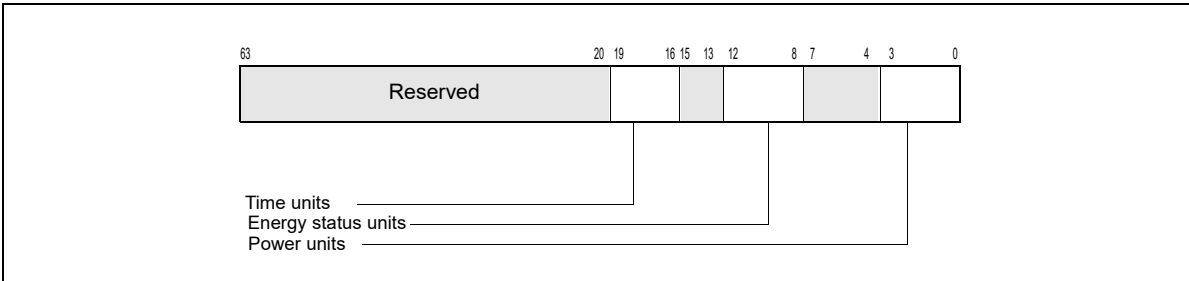 63 20 19 16 15 13 12 8 7 4 3 0
Reserved
Time units
Energy status units
Power units